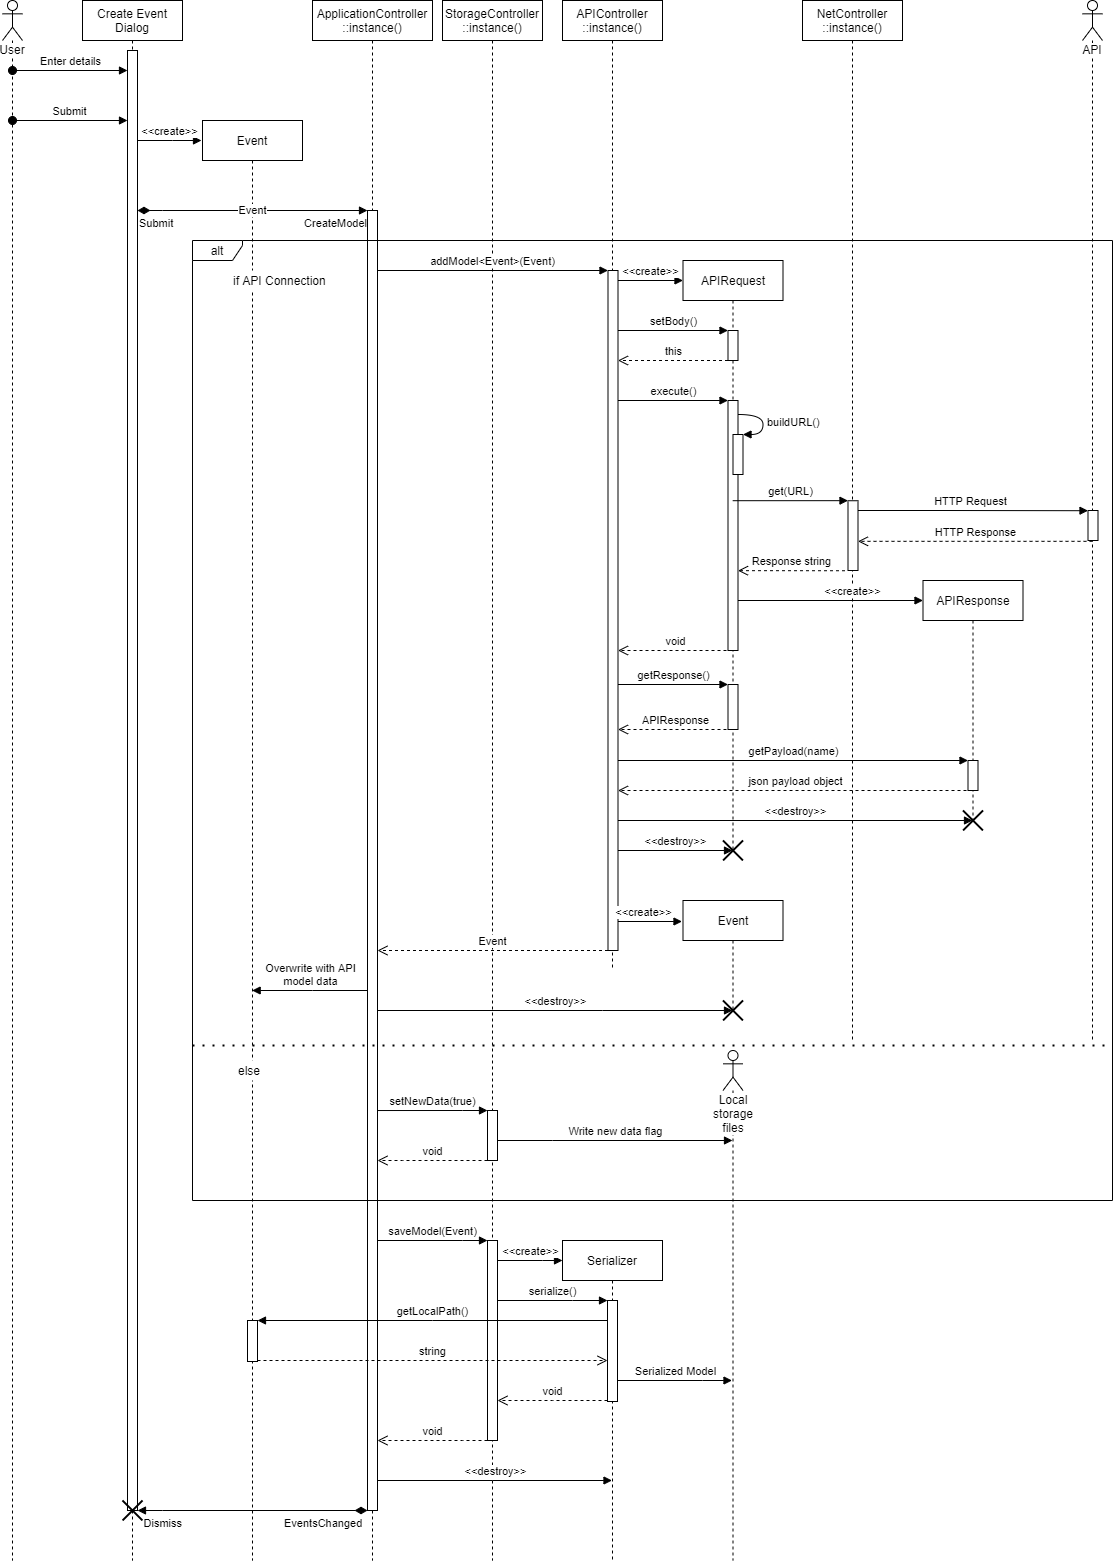 User
Create Event
Dialog
ApplicationController
::instance()
StorageController
::instance()
APIController
::instance()
NetController
::instance()
API
Enter details
Submit
<<create>>
Event
Event
Submit
CreateModel
alt
if API Connection
addModel<Event>(Event)
<<create>>
APIRequest
setBody()
this
execute()
buildURL()
get(URL)
HTTP Request
HTTP Response
Response string
<<create>>
APIResponse
void
getResponse()
APIResponse
getPayload(name)
json payload object
<<destroy>>
<<destroy>>
<<create>>
Event
Event
Overwrite with API
model data
<<destroy>>
else
Local
storage
files
setNewData(true)
Write new data flag
void
saveModel(Event)
<<create>>
Serializer
serialize()
getLocalPath()
string
Serialized Model
void
void
<<destroy>>
Dismiss
EventsChanged